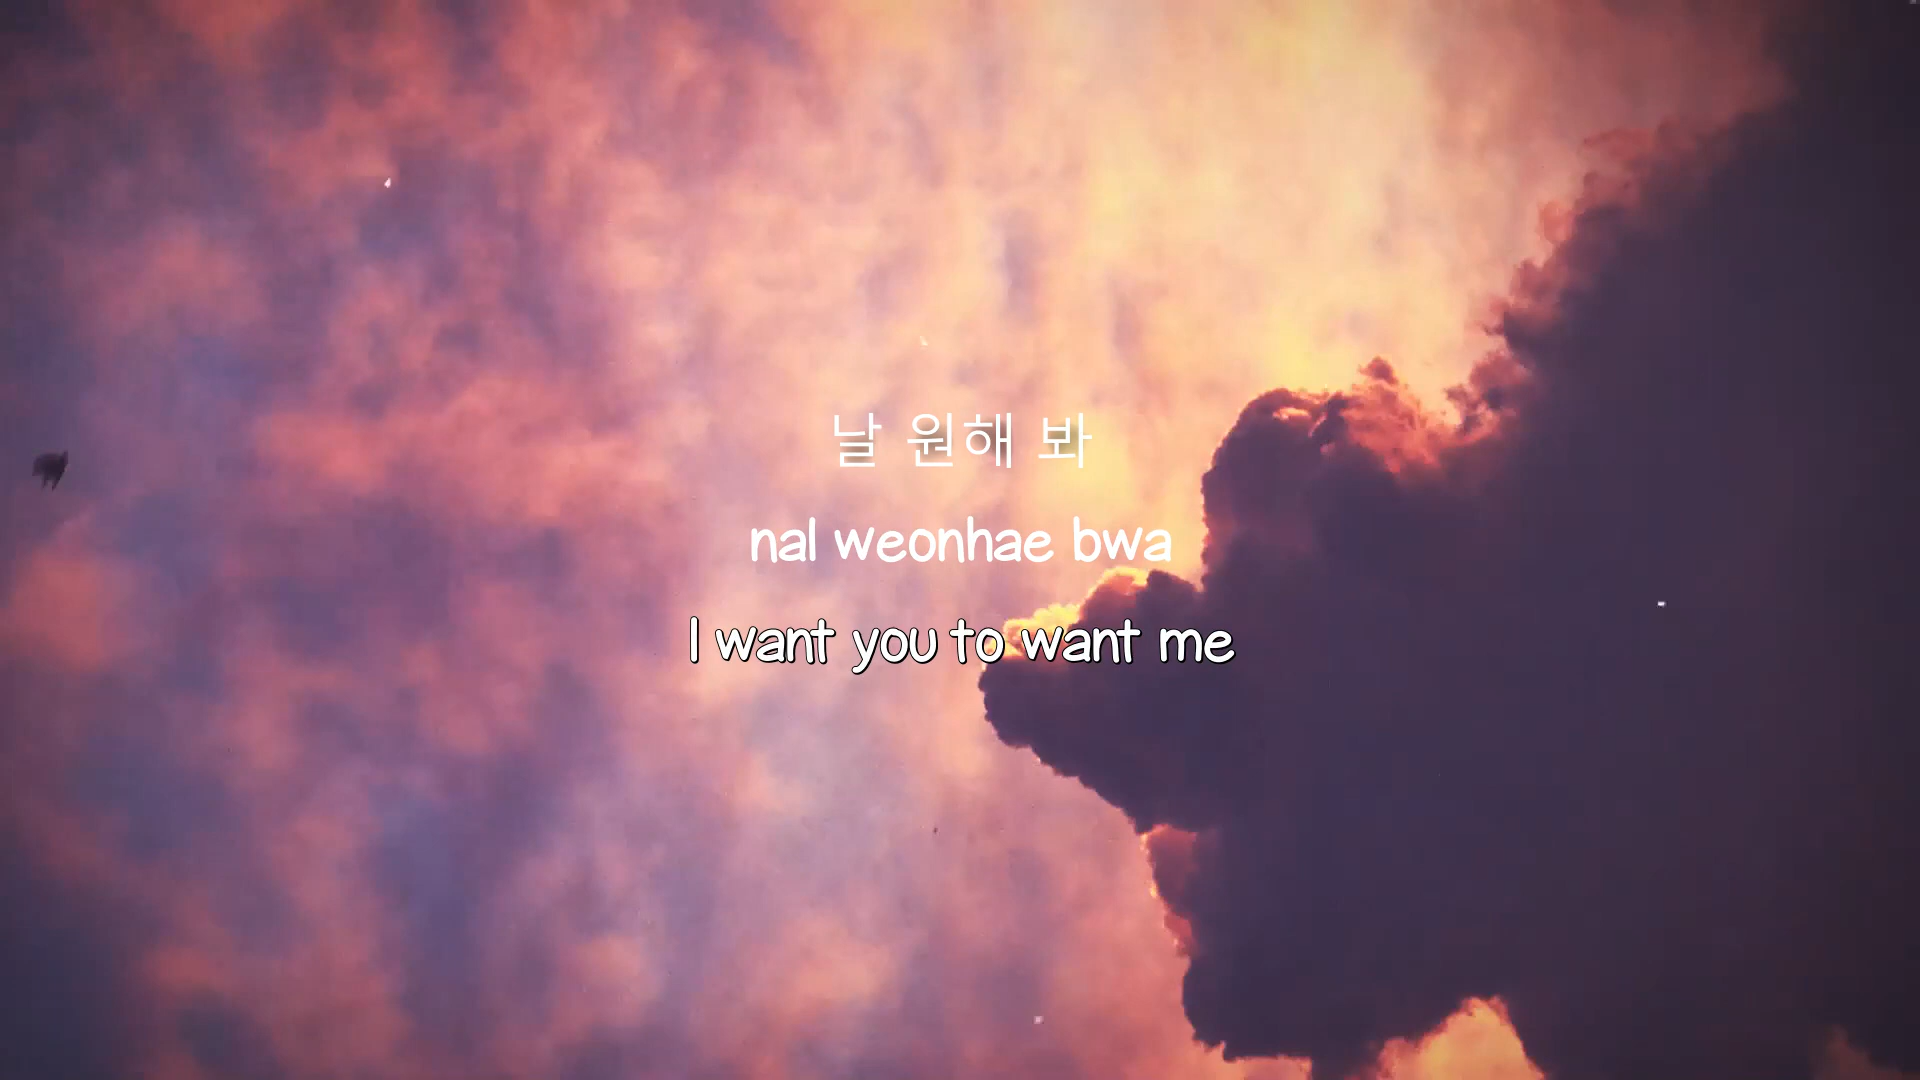 날 원해 봐
nal weonhae bwa
I want you to want me